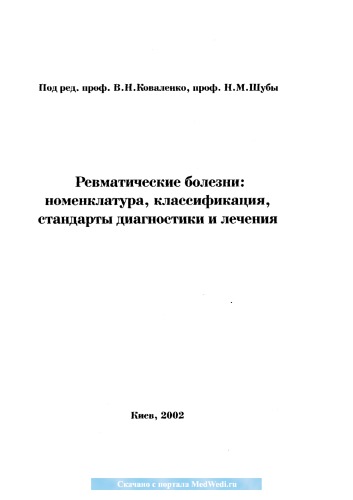 Под ред. проф. В.Н.Коваленко, проф. Н.М.Шубы
Ревматические болезни:
номенклатура, классификация,
стандарты диагностики и лечения
Киев, 2002
Скачано с портала MedWedi.ru